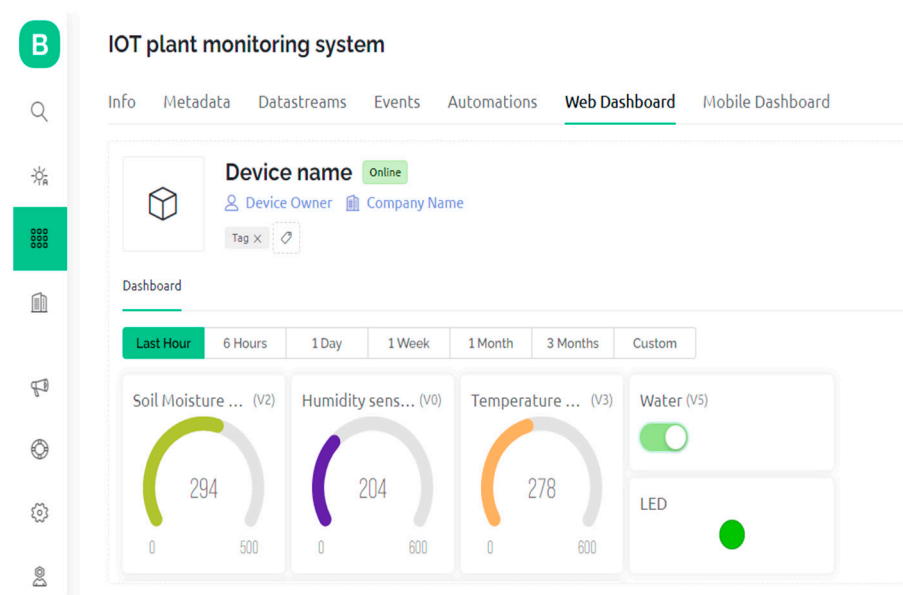 B
IOT plant monitoring system
Info Metadata Datastreams Events Automations Web Dashboard Mobile Dashboard
Device name Online
Device Owner Company Name
Tag ×
Dashboard
Last Hour 6 Hours 1 Day 1 Week 1 Month 3 Months Custom
Soil Moisture ... (V2) Humidity sens... (V0) Temperature ... (V3) Water (V5)
294 204 278
LED
0 500 0 600 0 600